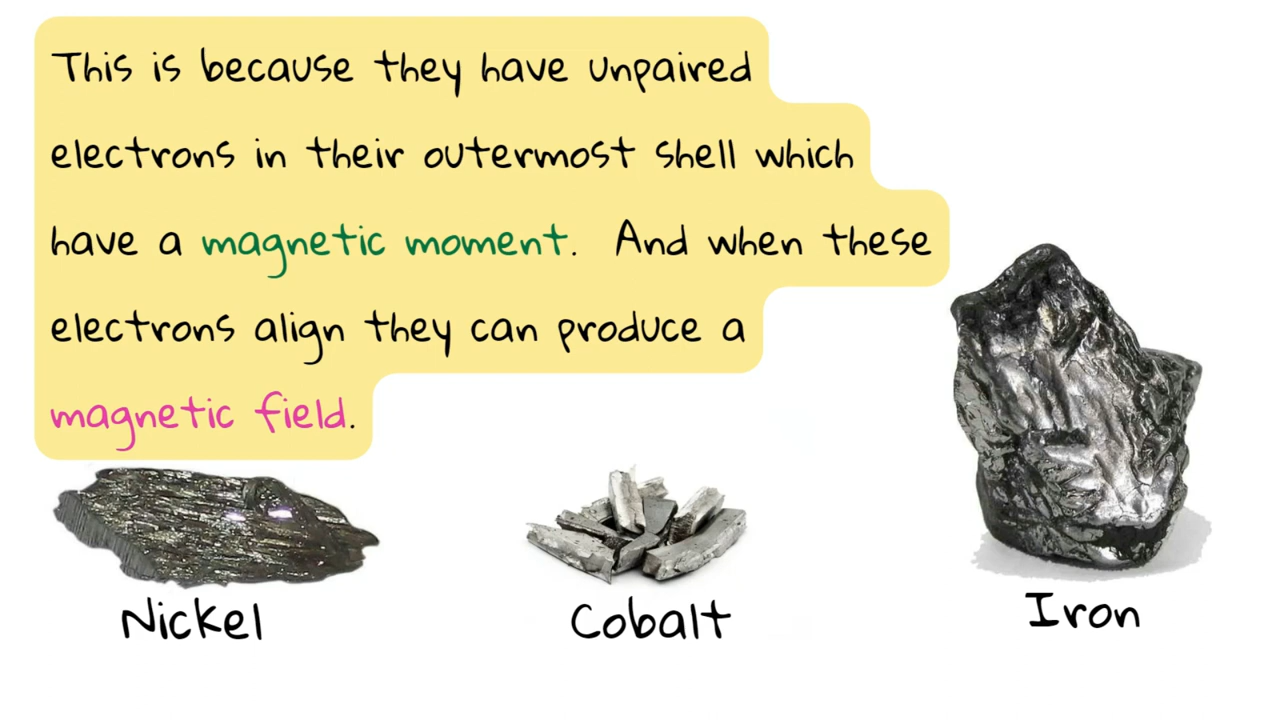 This is because they have unpaired
electrons in their outermost shell which
have a magnetic moment. And when these
electrons align they can produce a
magnetic field.
Nickel
Cobalt
Iron